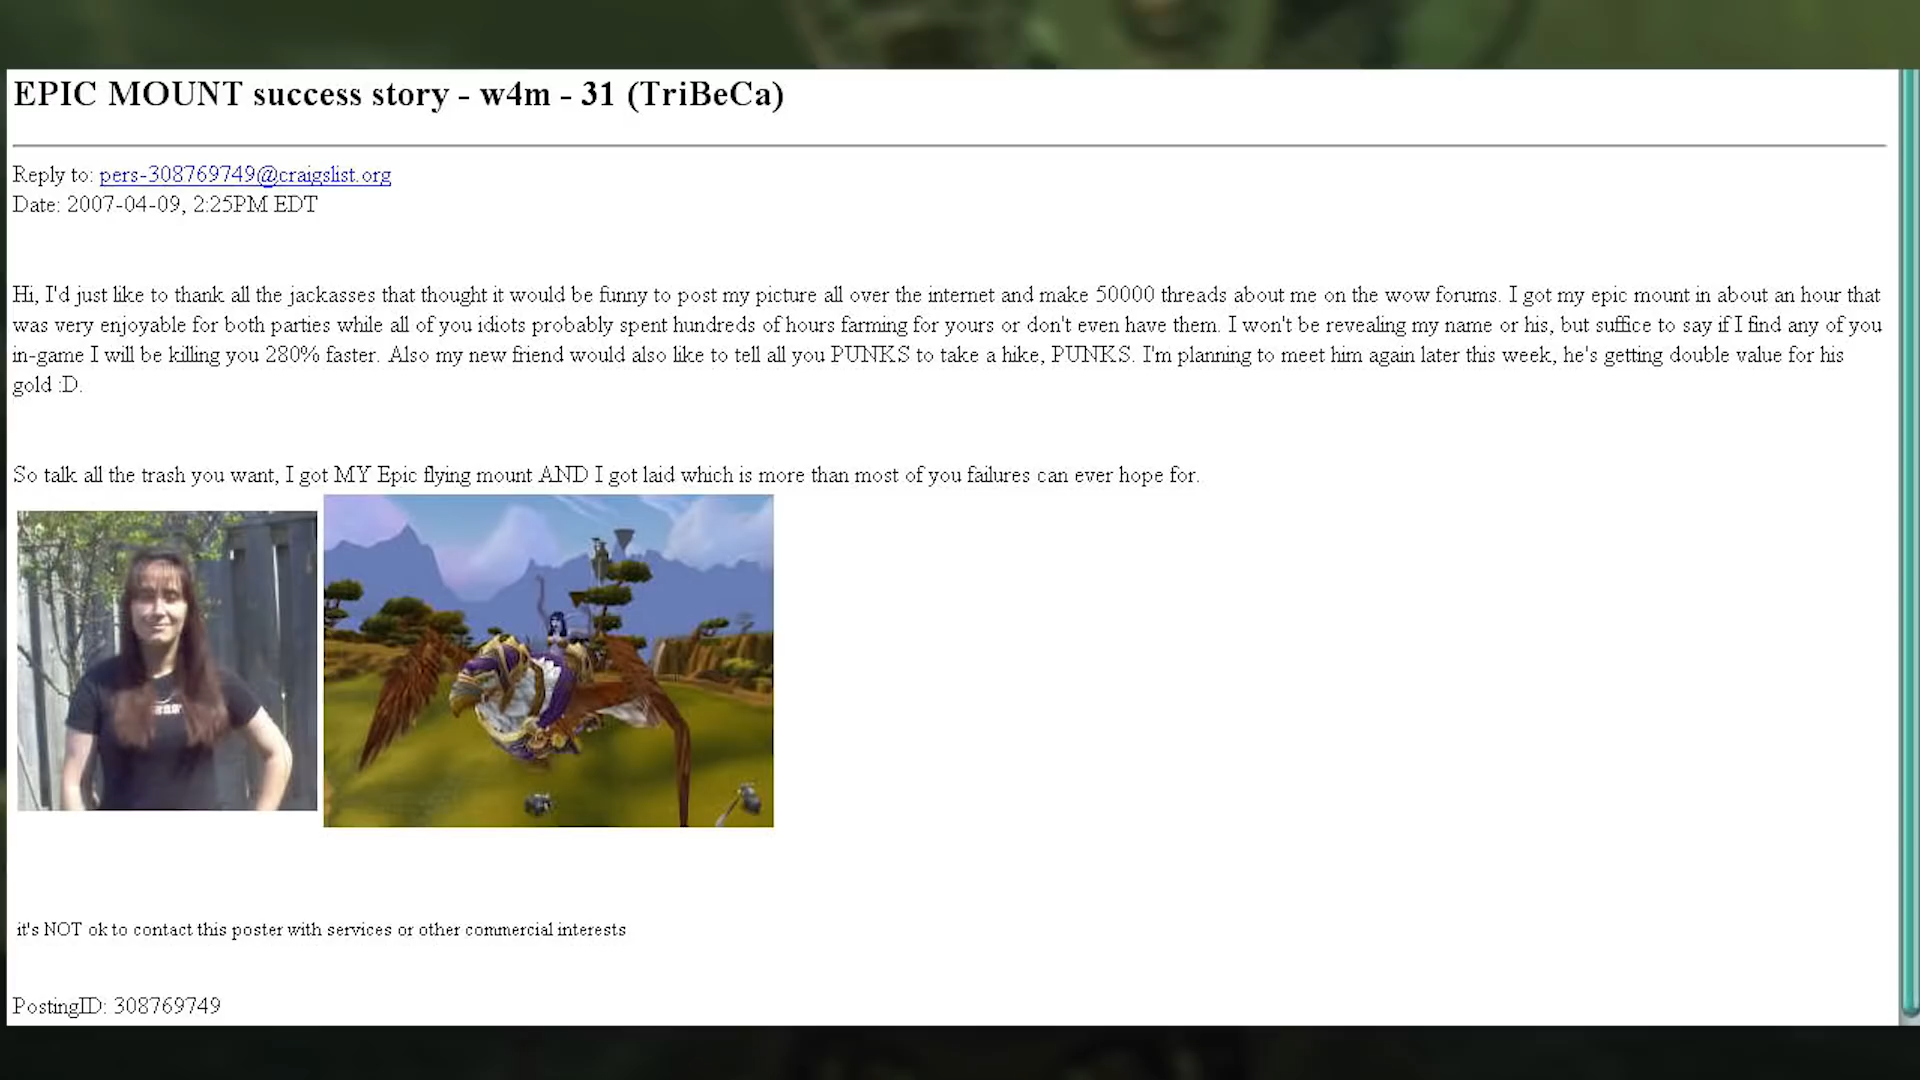 EPIC MOUNT success story - w4m - 31 (TriBeCa)
Reply to: pers-308769749@craigslist.org
Date: 2007-04-09, 2:25PM EDT
Hi, I'd just like to thank all the jackasses that thought it would be funny to post my picture all over the internet and make 50000 threads about me on the wow forums. I got my epic mount in about an hour that
was very enjoyable for both parties while all of you idiots probably spent hundreds of hours farming for yours or don't even have them. I won't be revealing my name or his, but suffice to say if I find any of you
in-game I will be killing you 280% faster. Also my new friend would also like to tell all you PUNKS to take a hike, PUNKS. I'm planning to meet him again later this week, he's getting double value for his
gold :D.
So talk all the trash you want, I got MY Epic flying mount AND I got laid which is more than most of you failures can ever hope for.
it's NOT ok to contact this poster with services or other commercial interests
PostingID: 308769749